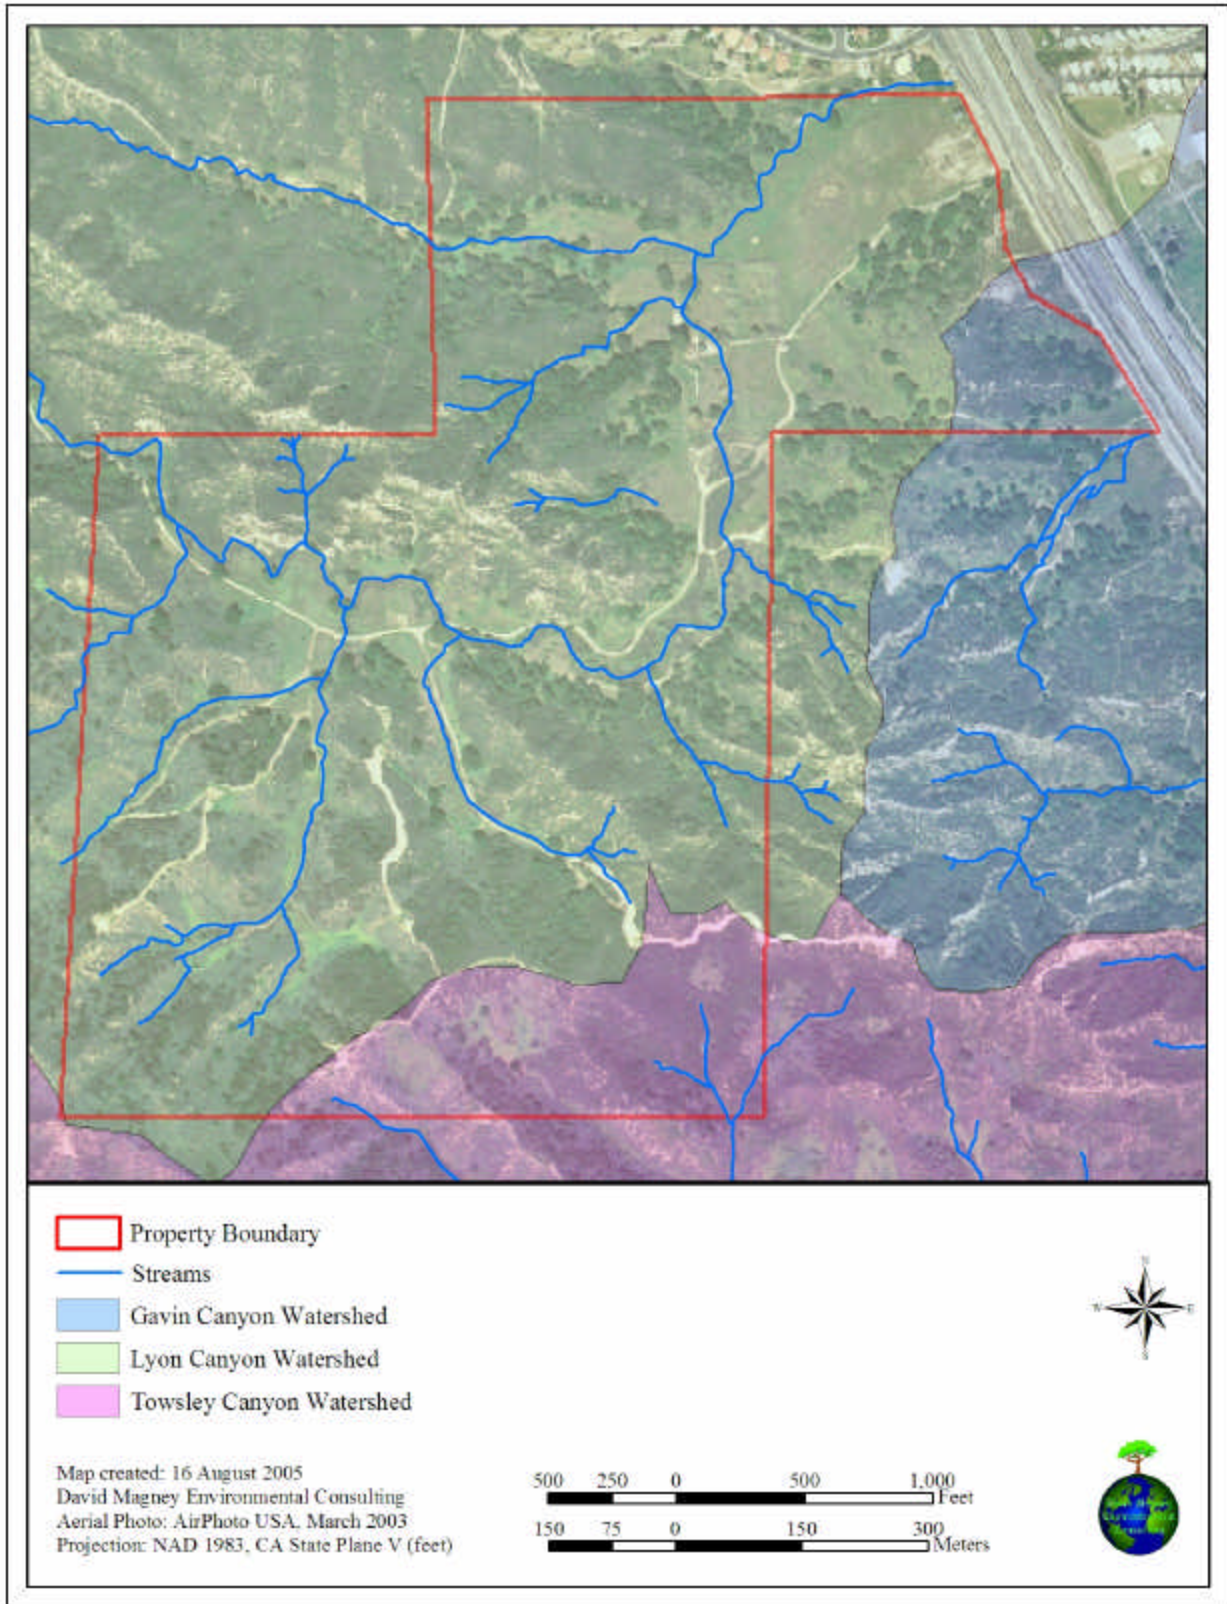 Property Boundary
Streams
Gavin Canyon Watershed
Lyon Canyon Watershed
Towsley Canyon Watershed
N
W E
S
Map created: 16 August 2005
David Magney Environmental Consulting
Aerial Photo: AirPhoto USA, March 2003
Projection: NAD 1983, CA State Plane V (feet)
500 250 0 500 1,000
Feet
150 75 0 150 300
Meters